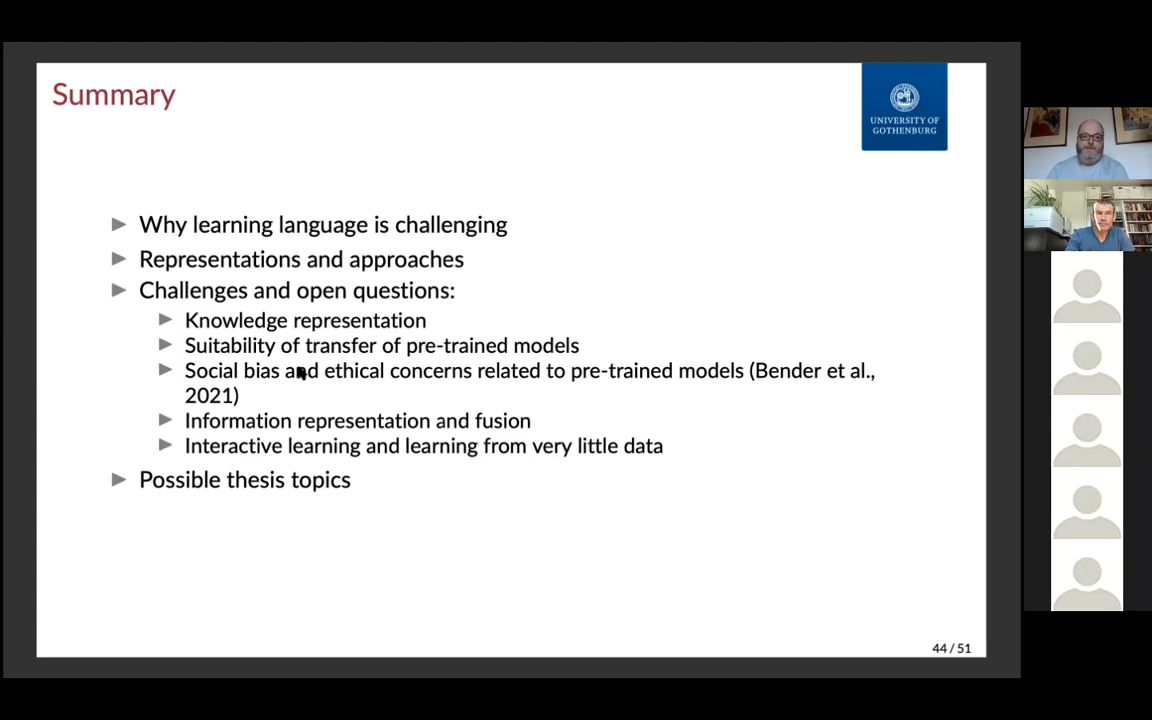 Summary
UNIVERSITY OF
GOTHENBURG
Why learning language is challenging
Representations and approaches
Challenges and open questions:
Knowledge representation
Suitability of transfer of pre-trained models
Social bias and ethical concerns related to pre-trained models (Bender et al.,
2021)
Information representation and fusion
Interactive learning and learning from very little data
Possible thesis topics
44 / 51